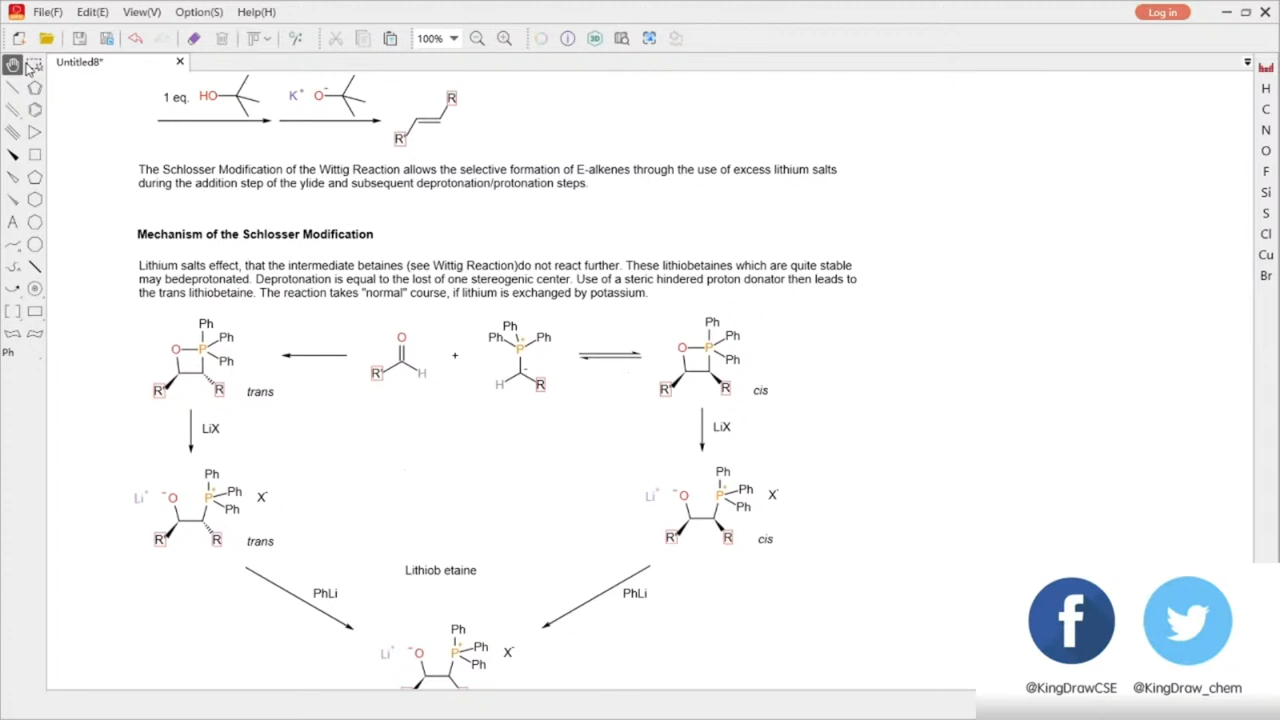 File(F) Edit(E) View(V) Option(S) Help(H) Log in
100%
Untitled8*
1 eq. HO K+ O- R
R'
The Schlosser Modification of the Wittig Reaction allows the selective formation of E-alkenes through the use of excess lithium salts
during the addition step of the ylide and subsequent deprotonation/protonation steps.
Mechanism of the Schlosser Modification
Lithium salts effect, that the intermediate betaines (see Wittig Reaction)do not react further. These lithiobetaines which are quite stable
may bedeprotonated. Deprotonation is equal to the lost of one stereogenic center. Use of a steric hindered proton donator then leads to
the trans lithiobetaine. The reaction takes "normal" course, if lithium is exchanged by potassium.
Ph Ph Ph
Ph O Ph Ph Ph
O P P+ O P
Ph R' H - Ph
+
R' R trans H R R' R cis
LiX LiX
Ph Ph
Li+ -O P+ Ph X- Li+ -O P+ Ph X-
Ph Ph
R' R trans R' R cis
Lithiob etaine
PhLi PhLi
Ph
Li+ -O P+ Ph X-
Ph
A
Ph
H
C
N
O
F
Si
S
Cl
Cu
Br
3D
@KingDrawCSE @KingDraw_chem